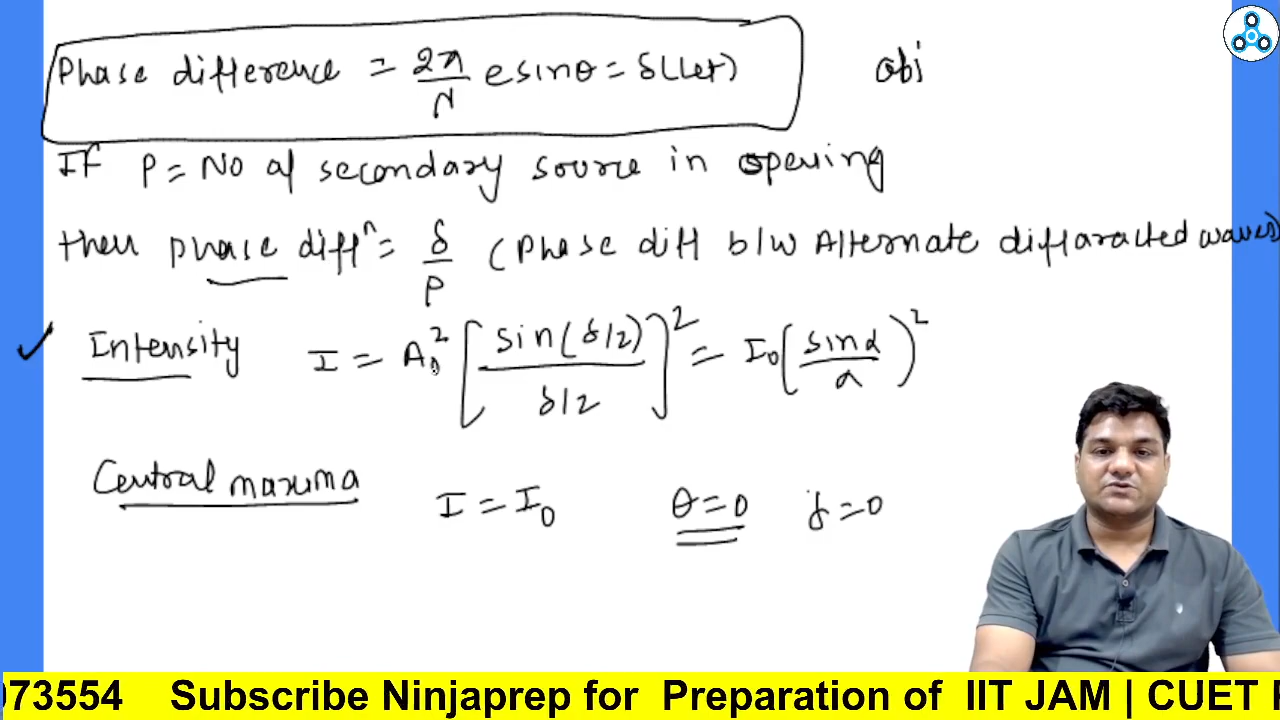 Phase difference = 2π/λ e sinθ = δ(let) obj
If P = No of secondary source in opening
then phase diffⁿ = δ/P (Phase diff b/w Alternate diffaracted waves)
Intensity I = A₀² [sin(δ/2) / δ/2]² = I₀ (sinα/α)²
Central maxima I = I₀ θ=0 δ=0
073554 Subscribe Ninjaprep for Preparation of IIT JAM | CUET